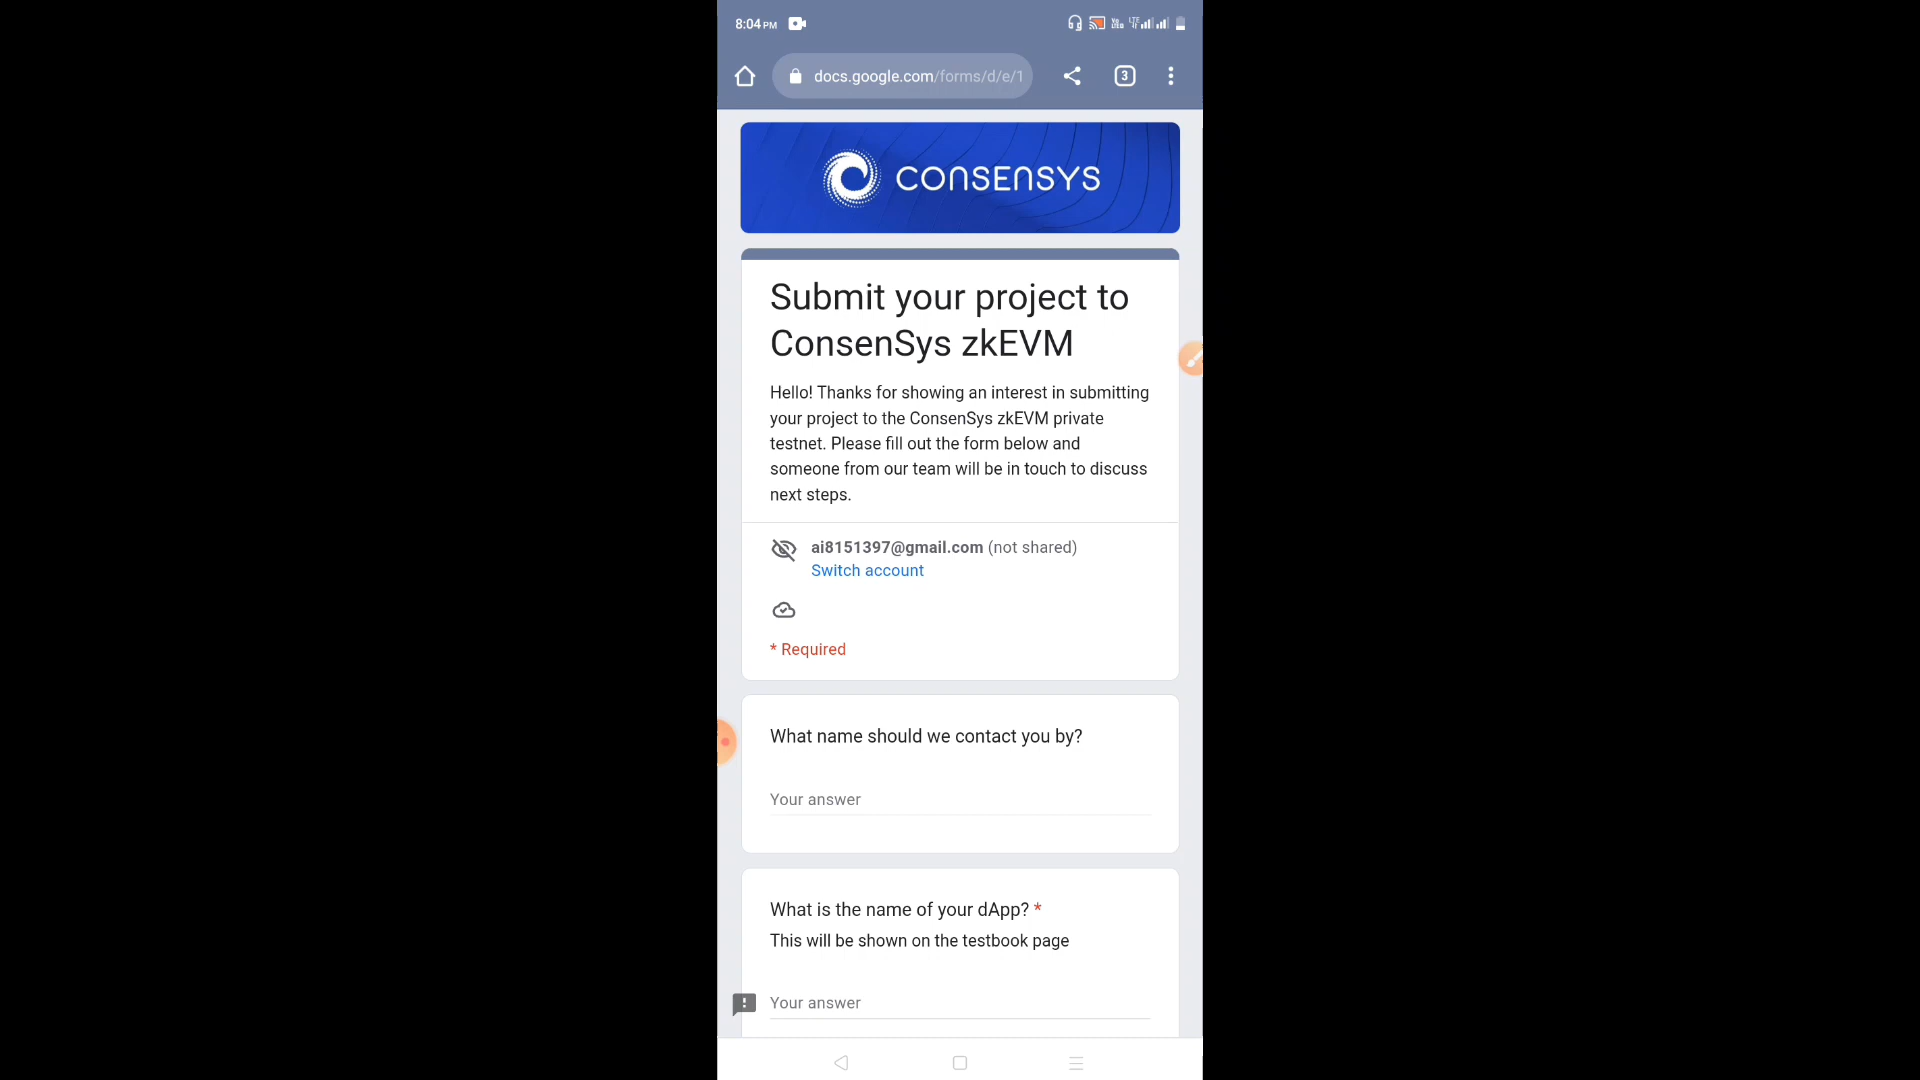 8:04 PM
docs.google.com/forms/d/e/1
3
CONSENSYS
Submit your project to
ConsenSys zkEVM
Hello! Thanks for showing an interest in submitting
your project to the ConsenSys zkEVM private
testnet. Please fill out the form below and
someone from our team will be in touch to discuss
next steps.
ai8151397@gmail.com (not shared)
Switch account
* Required
What name should we contact you by?
Your answer
What is the name of your dApp? *
This will be shown on the testbook page
Your answer